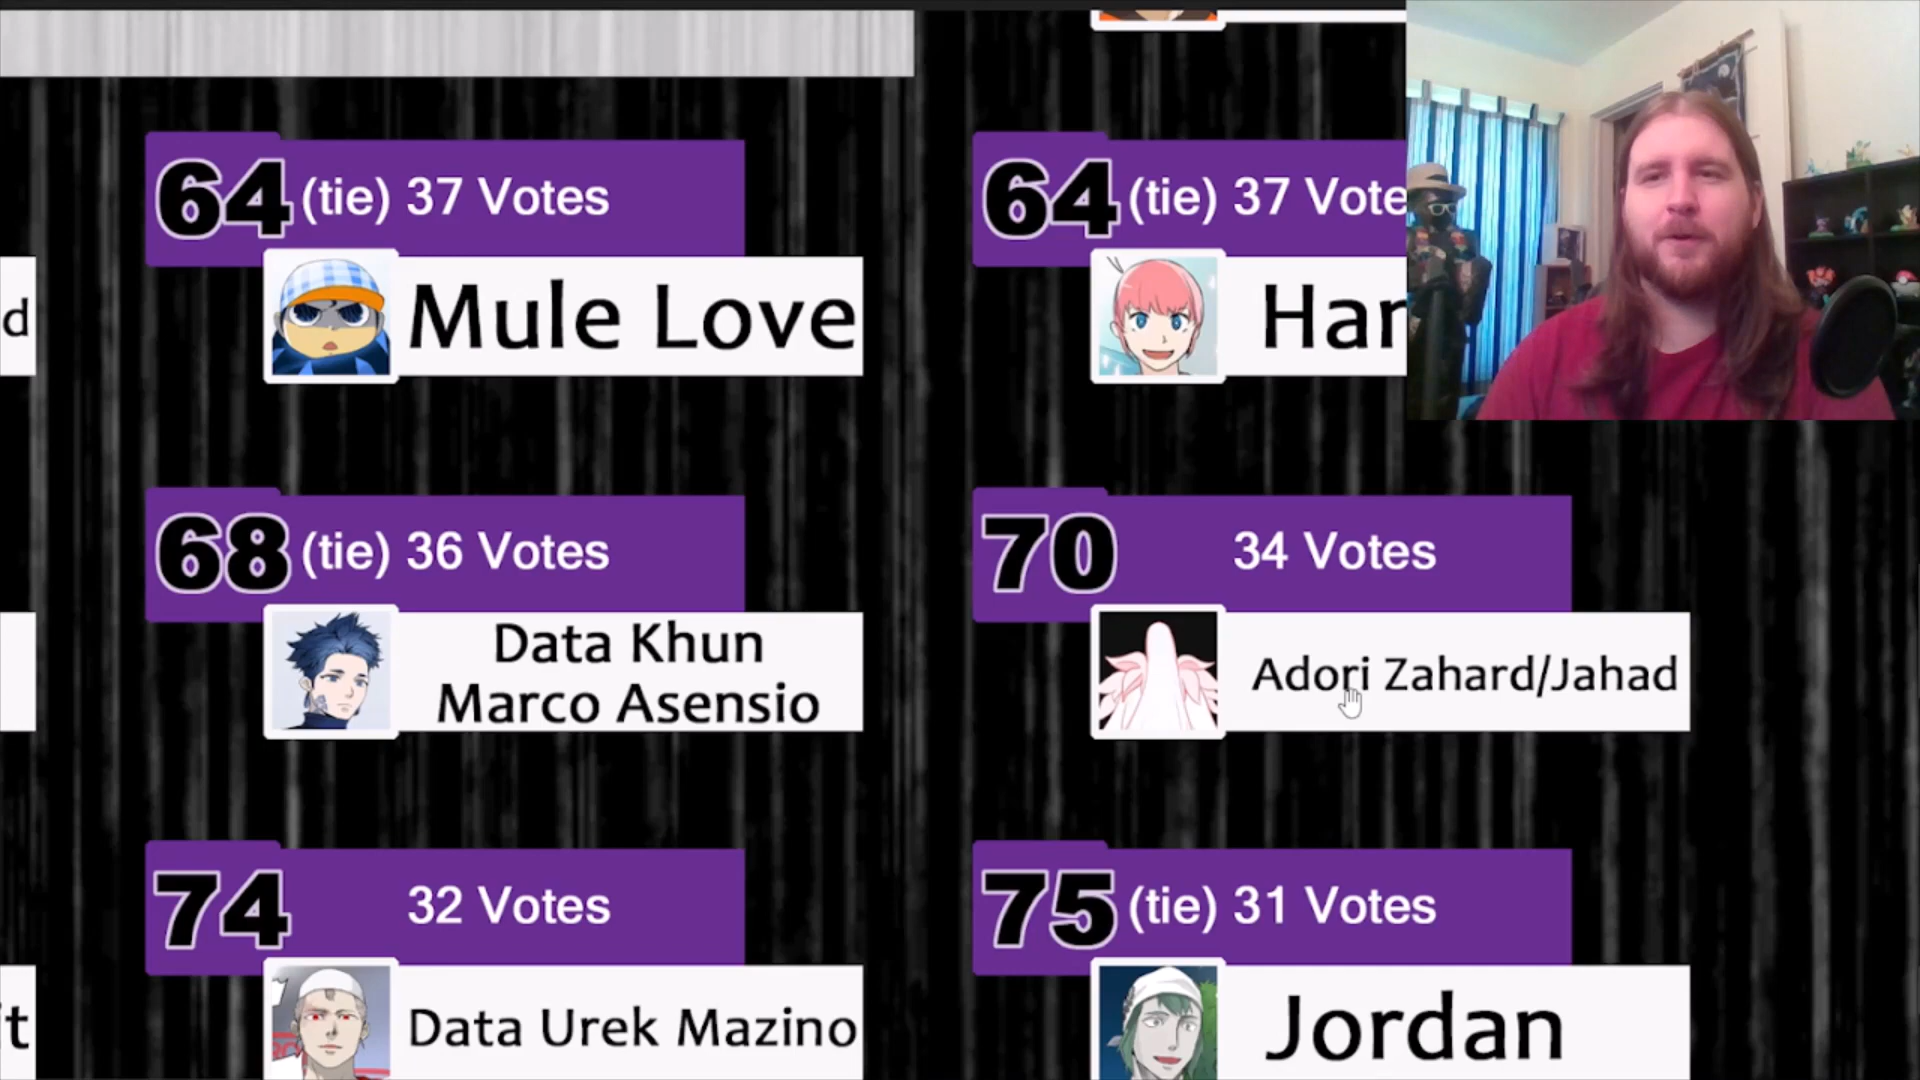 64 (tie) 37 Votes
Mule Love
64 (tie) 37 Vote
Har
d
68 (tie) 36 Votes
Data Khun
Marco Asensio
70 34 Votes
Adori Zahard/Jahad
74 32 Votes
Data Urek Mazino
75 (tie) 31 Votes
Jordan
it